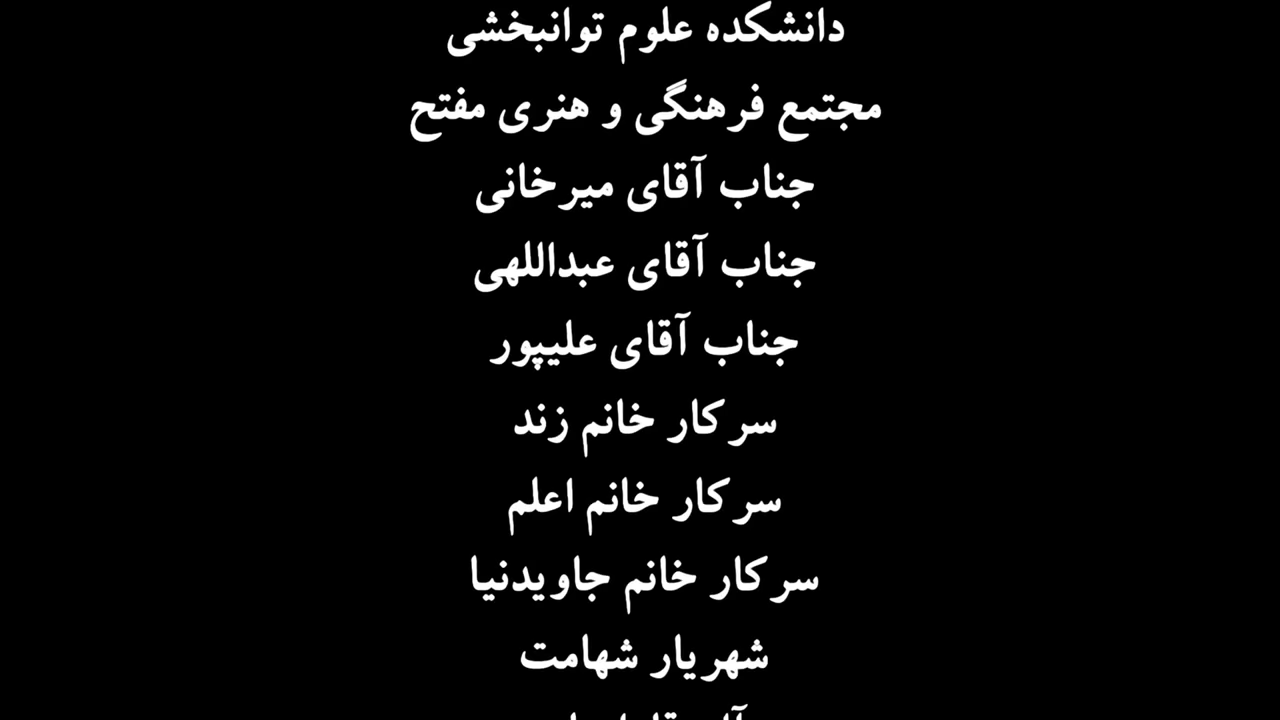 دانشکده علوم توانبخشی
مجتمع فرهنگی و هنری مفتح
جناب آقای میرخانی
جناب آقای عبداللهی
جناب آقای علیپور
سرکار خانم زند
سرکار خانم اعلم
سرکار خانم جاویدنیا
شهریار شهامت